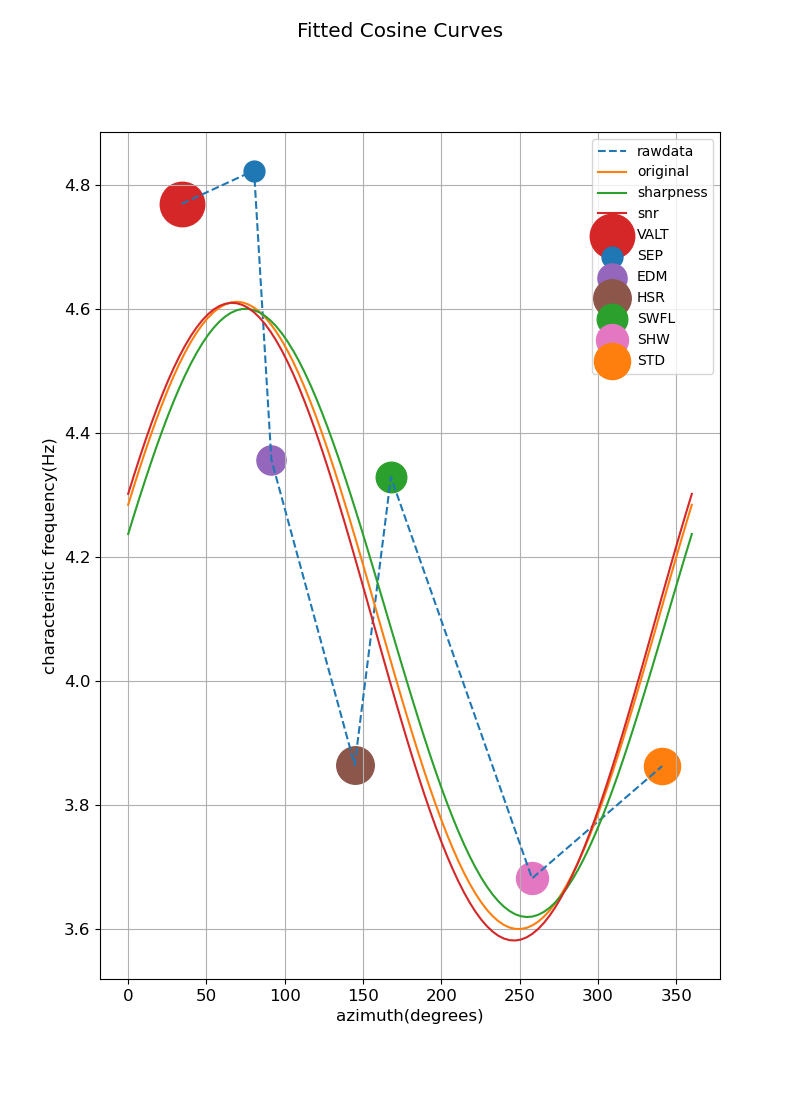 Fitted Cosine Curves
rawdata
original
sharpness
snr
VALT
SEP
EDM
HSR
SWFL
SHW
STD
characteristic frequency(Hz)
4.8
4.6
4.4
4.2
4.0
3.8
3.6
0 50 100 150 200 250 300 350
azimuth(degrees)